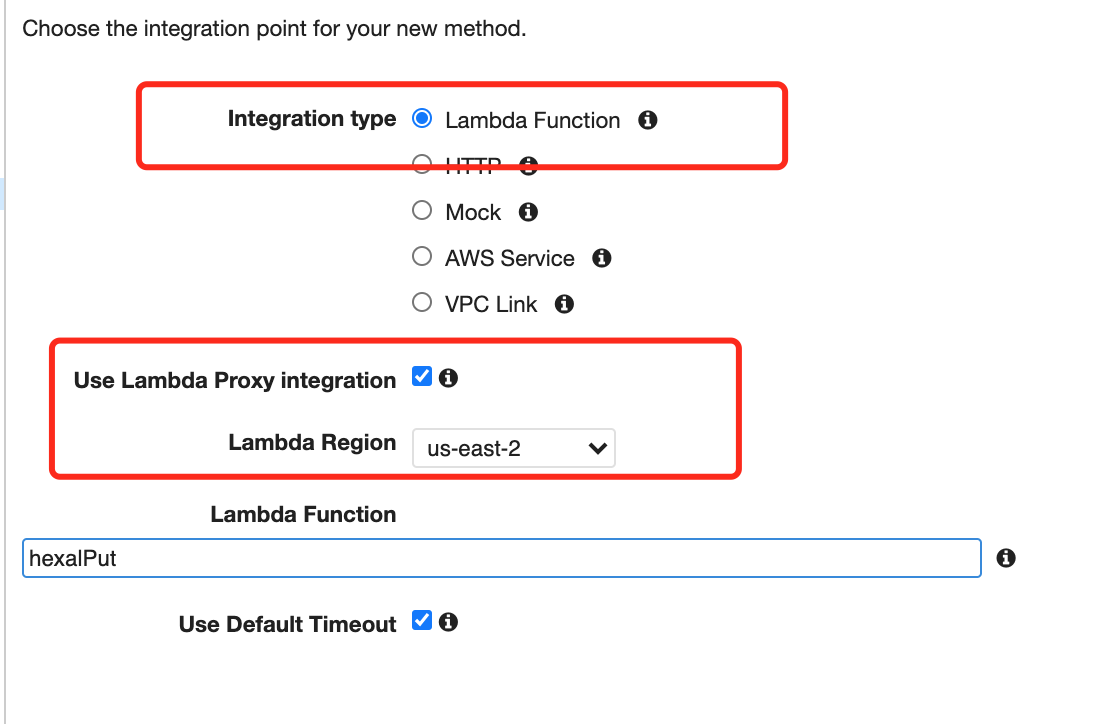 Choose the integration point for your new method.
Integration type
Lambda Function
HTTP
Mock
AWS Service
VPC Link
Use Lambda Proxy integration
Lambda Region
us-east-2
Lambda Function
hexalPut
Use Default Timeout